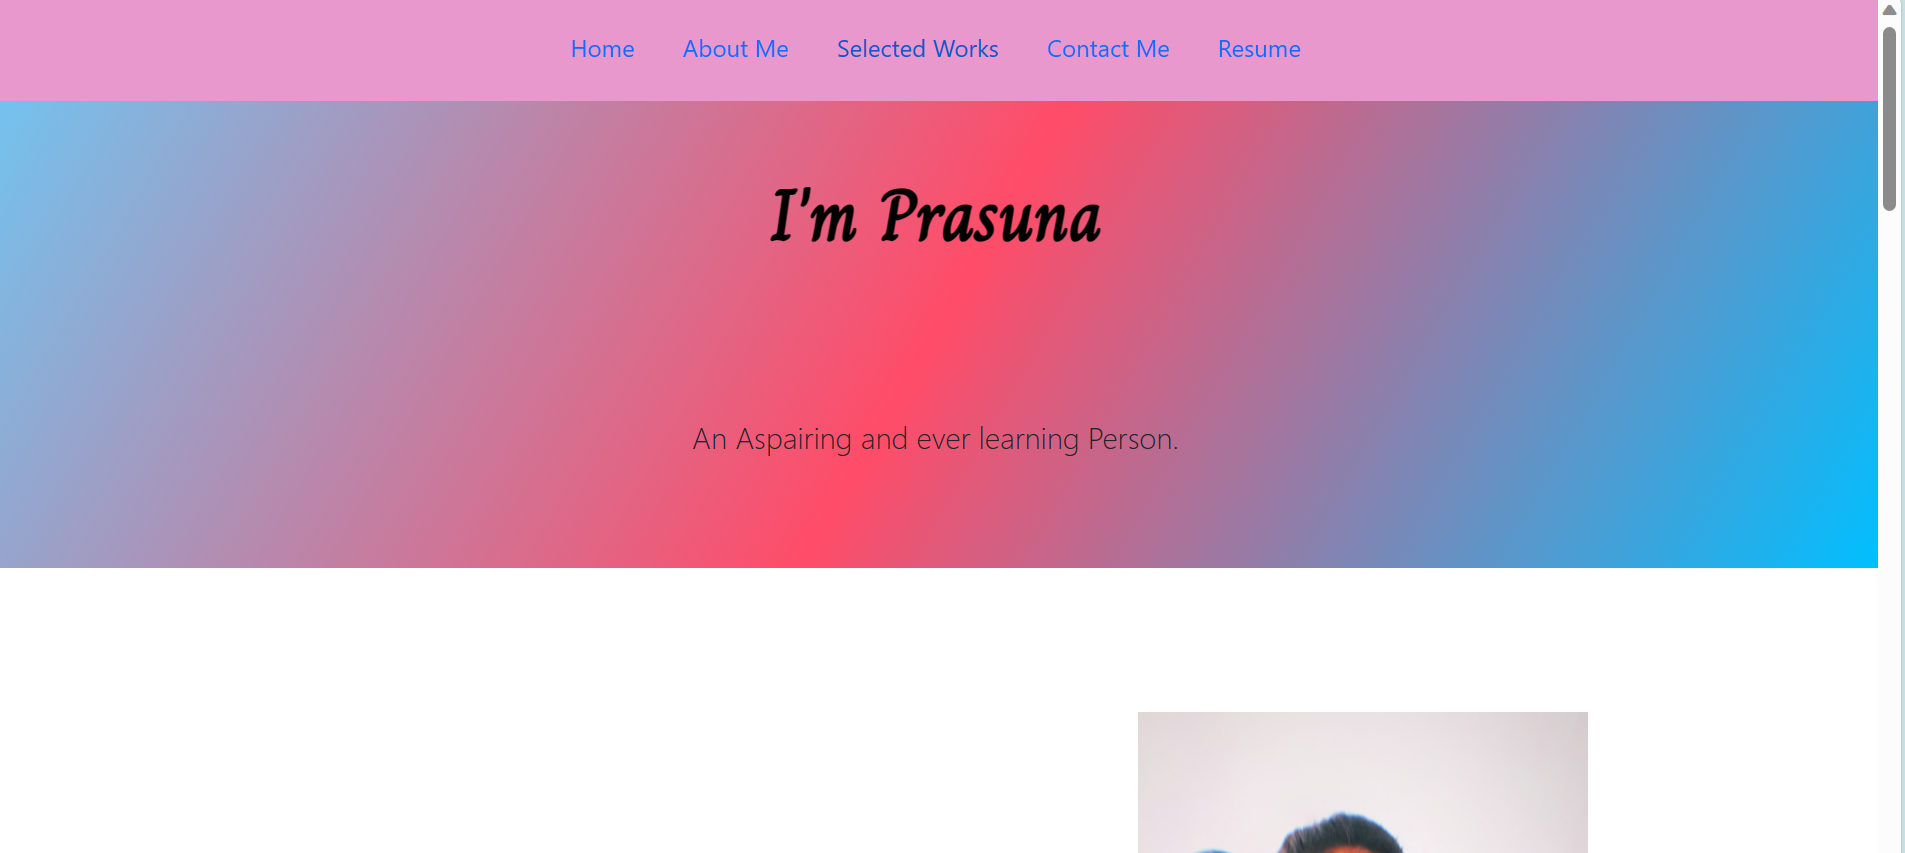 Home About Me Selected Works Contact Me Resume
I'm Prasuna
An Aspairing and ever learning Person.